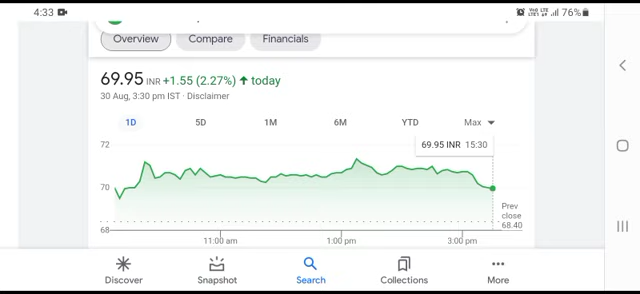 4:33 76%
Overview Compare Financials
69.95 INR +1.55 (2.27%) today
30 Aug, 3:30 pm IST · Disclaimer
1D 5D 1M 6M YTD Max
69.95 INR 15:30
72
70
68
Prev
close
68.40
11:00 am 1:00 pm 3:00 pm
Discover Snapshot Search Collections More